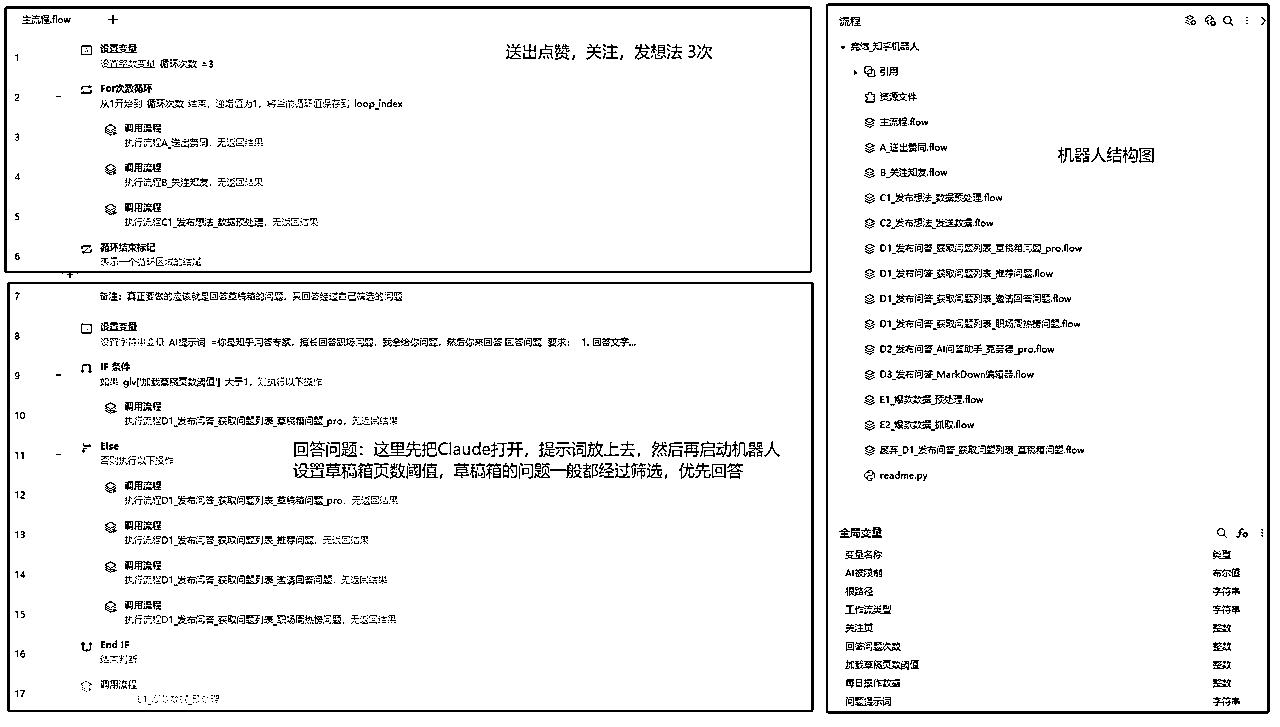 主流程.flow
送出点赞，关注，发想法 3次
1
设置变量
设置整数变量 循环次数 =3
2
For次数循环
从1开始到 循环次数 结束，递增值为1，将当前循环值保存到 loop_index
3
调用流程
执行流程A_送出赞同，无返回结果
4
调用流程
执行流程B_关注知友，无返回结果
5
调用流程
执行流程C1_发布想法_数据预处理，无返回结果
6
循环结束标记
表示一个循环区域的结尾
7
备注：真正要做的应该就是回答草稿箱的问题，只回答经过自己筛选的问题
8
设置变量
AI提示词 =你是知乎问答专家，擅长回答职场问题，我会给你问题，然后你来回答 回答问题 要求： 1. 回答文字...
9
IF 条件
如果 glv['加载草稿页数阈值'] 大于1，则执行以下操作
10
调用流程
执行流程D1_发布问答_获取问题列表_草稿箱问题_pro，无返回结果
11
Else
否则执行以下操作
回答问题：这里先把Claude打开，提示词放上去，然后再启动机器人
设置草稿箱页数阈值，草稿箱的问题一般都经过筛选，优先回答
12
调用流程
执行流程D1_发布问答_获取问题列表_草稿箱问题_pro，无返回结果
13
调用流程
执行流程D1_发布问答_获取问题列表_推荐问题，无返回结果
14
调用流程
执行流程D1_发布问答_获取问题列表_邀请回答问题，无返回结果
15
调用流程
执行流程D1_发布问答_获取问题列表_职场周热榜问题，无返回结果
16
End IF
结束判断
17
调用流程
流程
知乎机器人
引用
资源文件
主流程.flow
A_送出赞同.flow
机器人结构图
B_关注知友.flow
C1_发布想法_数据预处理.flow
C2_发布想法_发送数据.flow
D1_发布问答_获取问题列表_草稿箱问题_pro.flow
D1_发布问答_获取问题列表_推荐问题.flow
D1_发布问答_获取问题列表_邀请回答问题.flow
D1_发布问答_获取问题列表_职场周热榜问题.flow
D2_发布问答_AI问答助手_克劳德_pro.flow
D3_发布问答_MarkDown编辑器.flow
E1_爆款数据_预处理.flow
E2_爆款数据_抓取.flow
废弃_D1_发布问答_获取问题列表_草稿箱问题.flow
readme.py
全局变量
变量名称 类型
AI被限制 布尔值
根路径 字符串
工作流类型 字符串
关注页 整数
回答问题次数 整数
加载草稿页数阈值 整数
每日操作数据 整数
问题提示词 字符串